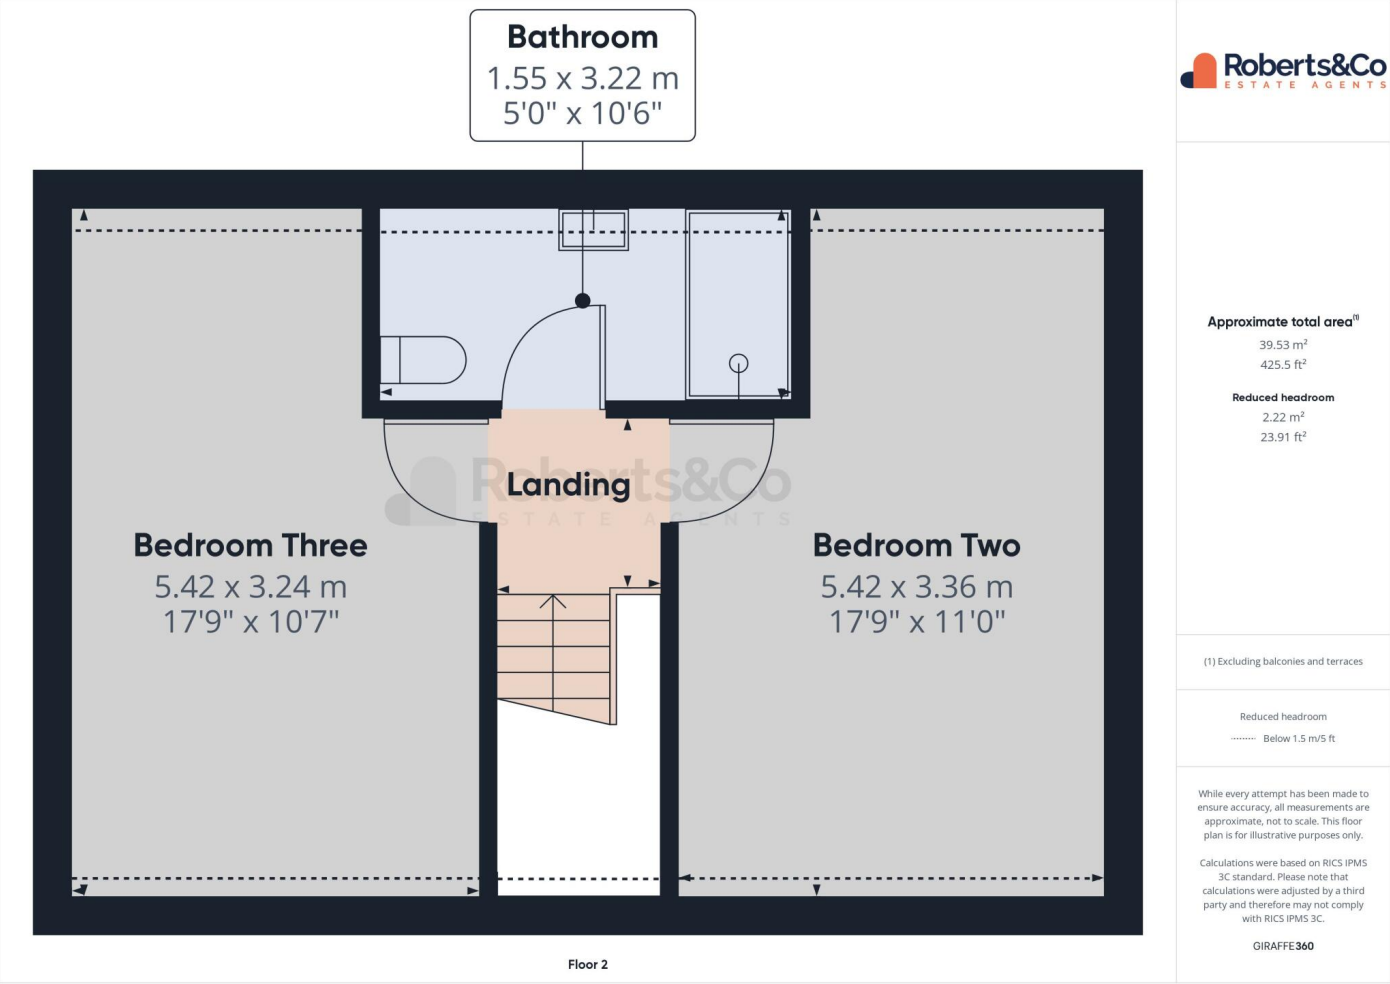 Bathroom
1.55 x 3.22 m
5'0" x 10'6"
Roberts&Co
ESTATE AGENTS
Landing
Bedroom Three
5.42 x 3.24 m
17'9" x 10'7"
Bedroom Two
5.42 x 3.36 m
17'9" x 11'0"
Floor 2
Roberts&Co
ESTATE AGENTS
Approximate total area(1)
39.53 m²
425.5 ft²
Reduced headroom
2.22 m²
23.91 ft²
(1) Excluding balconies and terraces
Reduced headroom
Below 1.5 m/5 ft
While every attempt has been made to
ensure accuracy, all measurements are
approximate, not to scale. This floor
plan is for illustrative purposes only.
Calculations were based on RICS IPMS
3C standard. Please note that
calculations were adjusted by a third
party and therefore may not comply
with RICS IPMS 3C.
GIRAFFE360